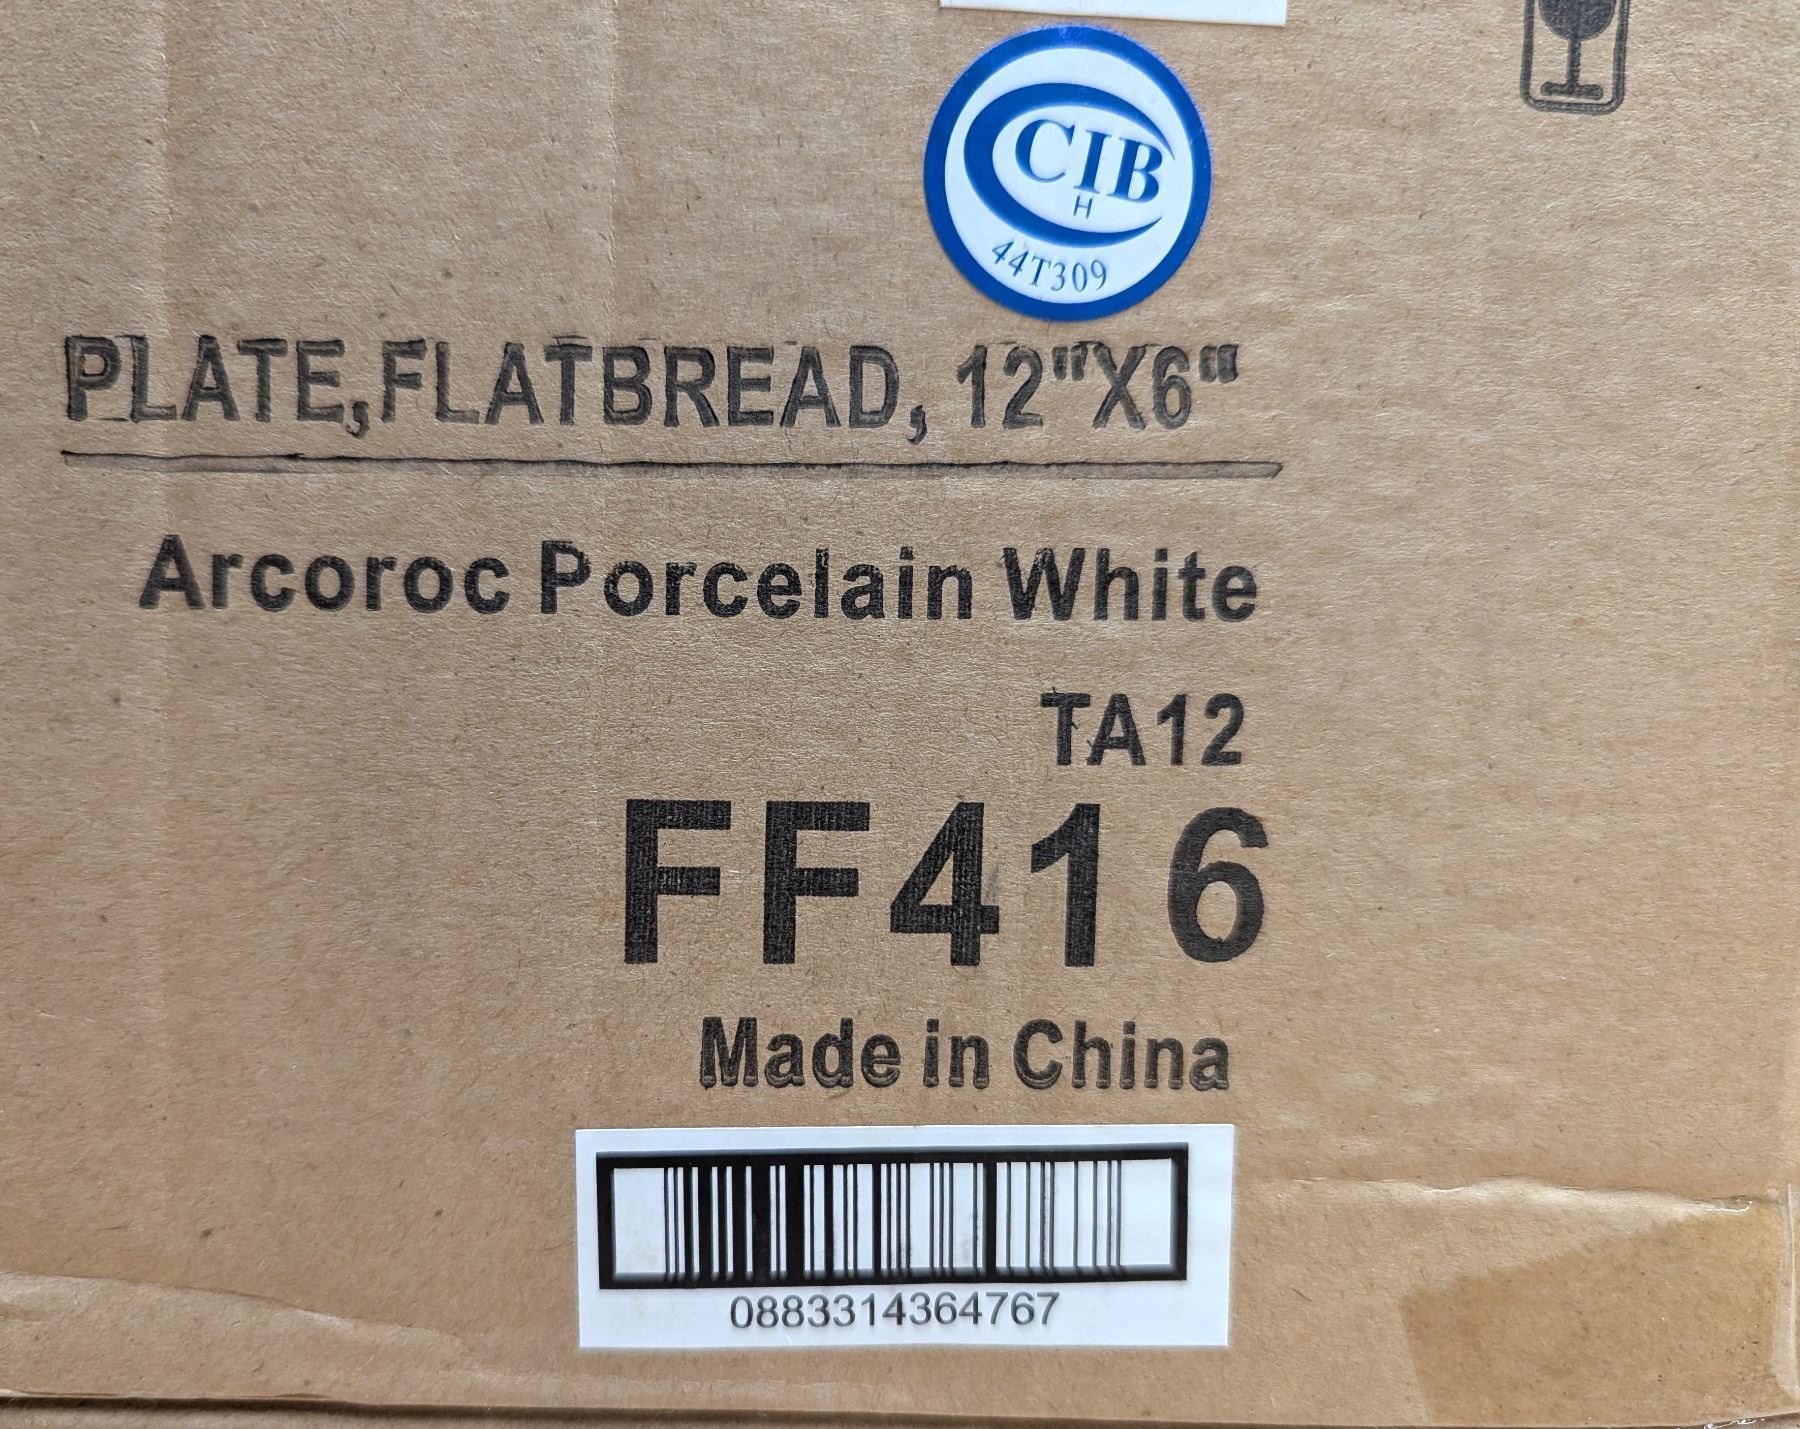 CIB
H
44T309
PLATE,FLATBREAD, 12"X6"
Arcoroc Porcelain White
TA12
FF416
Made in China
0883314364767